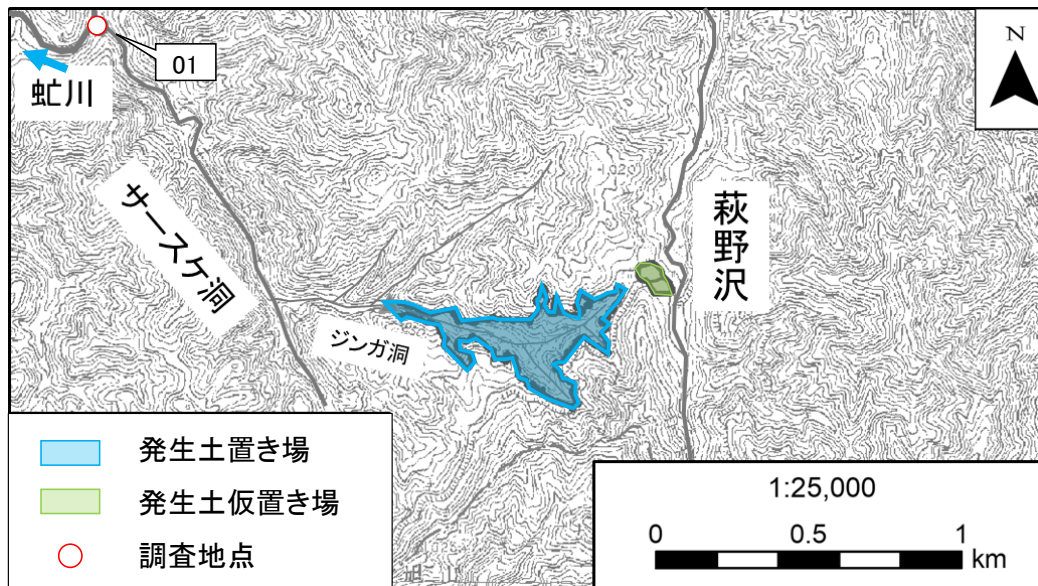 01
虻川
N
サースケ洞
萩野沢
ジンガ洞
発生土置き場
発生土仮置き場
調査地点
1:25,000
0 0.5 1
km